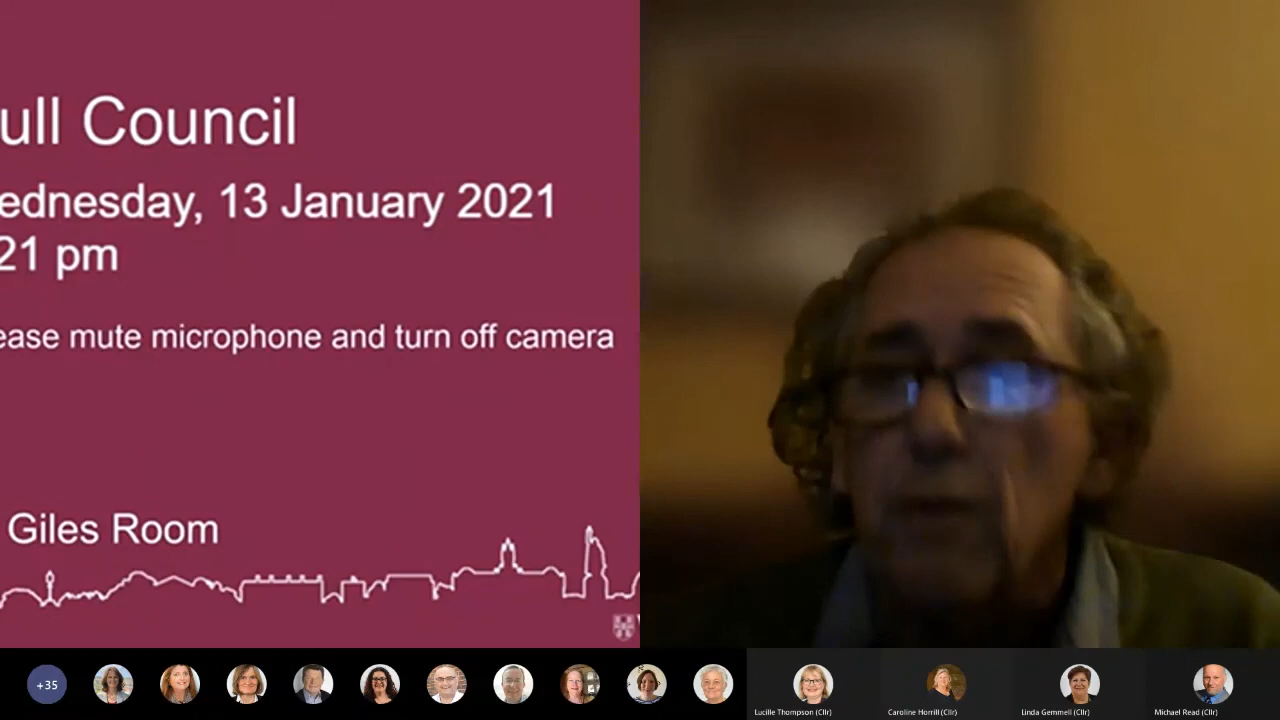 ull Council
ednesday, 13 January 2021
21 pm
ease mute microphone and turn off camera
Giles Room
+35
Lucille Thompson (Cllr)
Caroline Horrill (Cllr)
Linda Gemmell (Cllr)
Michael Read (Cllr)